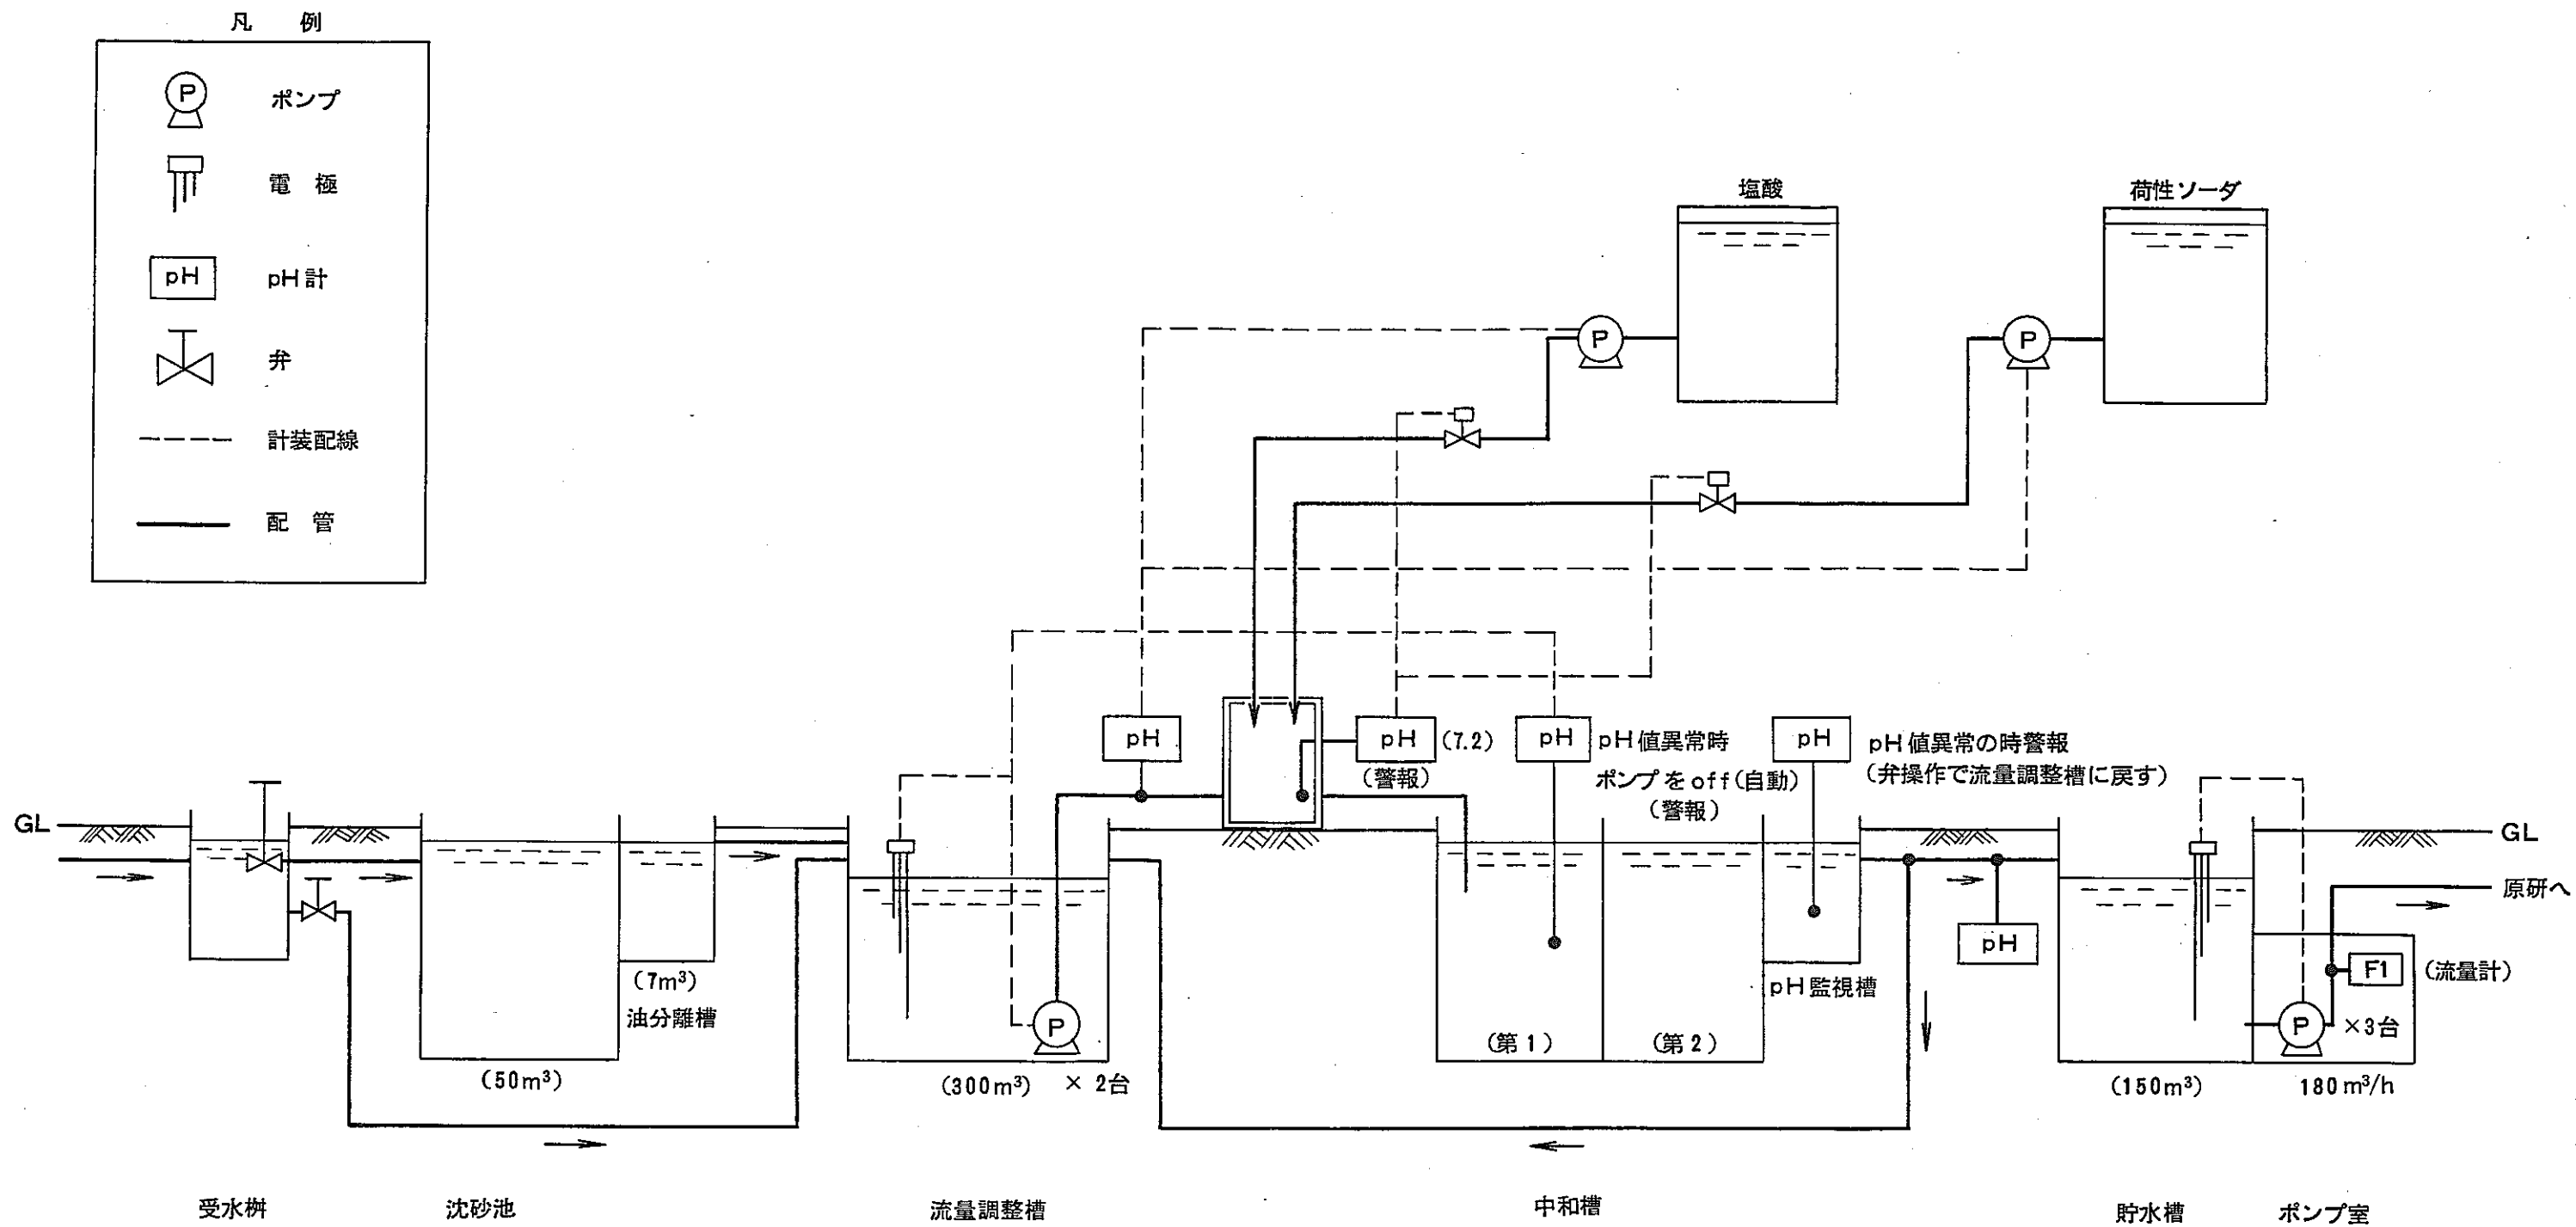 凡 例
P ポンプ
電 極
pH pH計
弁
計装配線
配 管
塩酸
荷性ソーダ
P
P
pH
pH (7.2)
(警報)
pH pH値異常時
ポンプをoff(自動)
(警報)
pH pH値異常の時警報
(弁操作で流量調整槽に戻す)
GL
GL
原研へ
pH
F1 (流量計)
(7m³)
油分離槽
pH監視槽
P
P ×3台
(第1)
(第2)
(50m³)
(300m³) × 2台
(150m³)
180m³/h
受水桝
沈砂池
流量調整槽
中和槽
貯水槽
ポンプ室